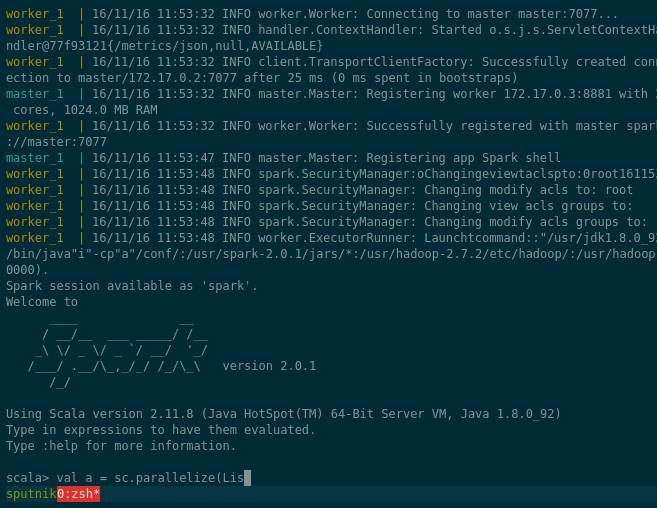 worker_1  | 16/11/16 11:53:32 INFO worker.Worker: Connecting to master master:7077...
worker_1  | 16/11/16 11:53:32 INFO handler.ContextHandler: Started o.s.j.s.ServletContextHa
ndler@77f93121{/metrics/json,null,AVAILABLE}
worker_1  | 16/11/16 11:53:32 INFO client.TransportClientFactory: Successfully created conn
ection to master/172.17.0.2:7077 after 25 ms (0 ms spent in bootstraps)
master_1  | 16/11/16 11:53:32 INFO master.Master: Registering worker 172.17.0.3:8881 with
 cores, 1024.0 MB RAM
worker_1  | 16/11/16 11:53:32 INFO worker.Worker: Successfully registered with master spark
://master:7077
master_1  | 16/11/16 11:53:47 INFO master.Master: Registering app Spark shell
worker_1  | 16/11/16 11:53:48 INFO spark.SecurityManager:oChangingeviewtaclspto:0root16115
worker_1  | 16/11/16 11:53:48 INFO spark.SecurityManager: Changing modify acls to: root
worker_1  | 16/11/16 11:53:48 INFO spark.SecurityManager: Changing view acls groups to:
worker_1  | 16/11/16 11:53:48 INFO spark.SecurityManager: Changing modify acls groups to:
worker_1  | 16/11/16 11:53:48 INFO worker.ExecutorRunner: Launchtcommand::"/usr/jdk1.8.0_92
/bin/java"i"-cp"a"/conf/:/usr/spark-2.0.1/jars/*:/usr/hadoop-2.7.2/etc/hadoop/:/usr/hadoop
0000).
Spark session available as 'spark'.
Welcome to
      ____              __
     / __/__  ___ _____/ /__
    _\ \/ _ \/ _ `/ __/  '_/
   /___/ .__/\_,_/_/ /_/\_\   version 2.0.1
      /_/
Using Scala version 2.11.8 (Java HotSpot(TM) 64-Bit Server VM, Java 1.8.0_92)
Type in expressions to have them evaluated.
Type :help for more information.
scala> val a = sc.parallelize(Lis
sputnik 0:zsh*